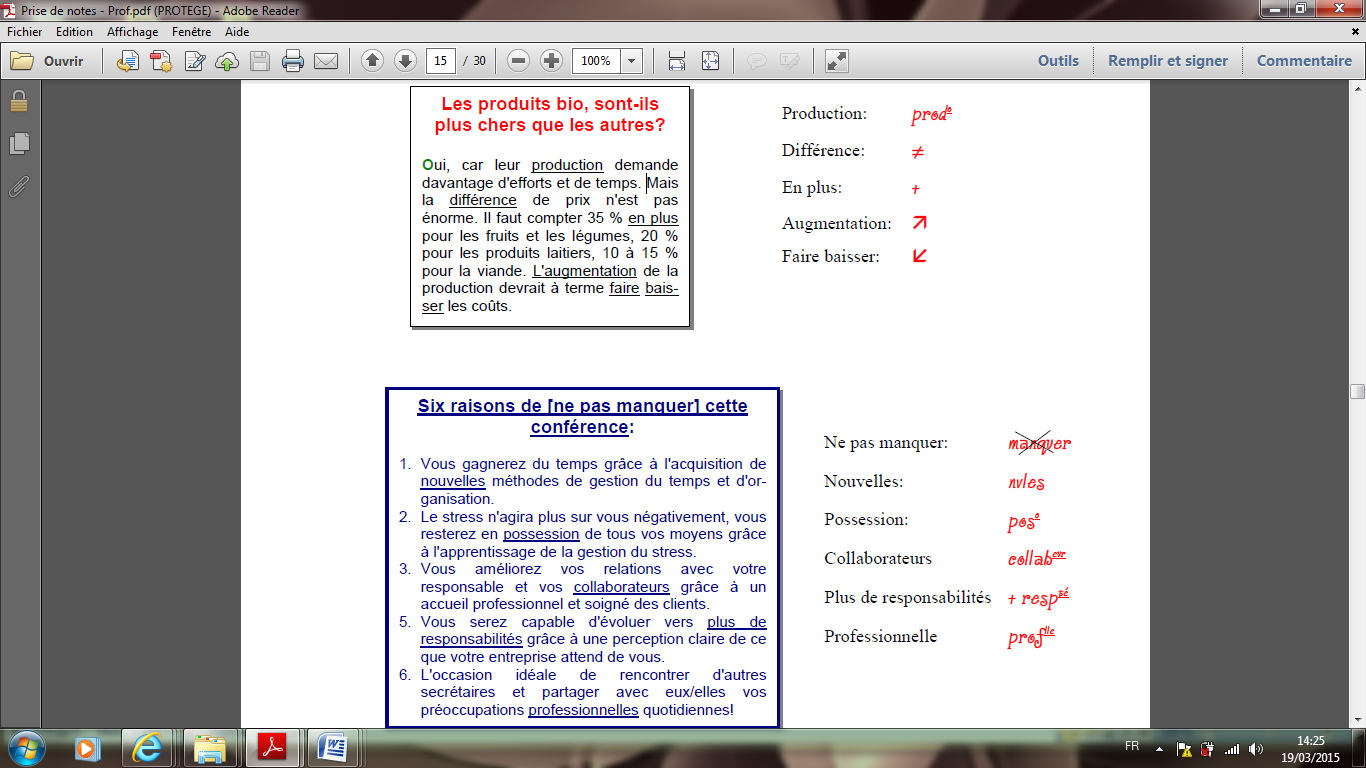 Prise de notes - Prof.pdf (PROTEGE) - Adobe Reader
Fichier Edition Affichage Fenêtre Aide
Ouvrir 15 / 30 100% Outils Remplir et signer Commentaire
Les produits bio, sont-ils
plus chers que les autres?
Oui, car leur production demande
davantage d'efforts et de temps. Mais
la différence de prix n'est pas
énorme. Il faut compter 35 % en plus
pour les fruits et les légumes, 20 %
pour les produits laitiers, 10 à 15 %
pour la viande. L'augmentation de la
production devrait à terme faire bais-
ser les coûts.
Production: prodº
Différence: ≠
En plus: +
Augmentation: ↗
Faire baisser: ↙
Six raisons de [ne pas manquer] cette
conférence:
1. Vous gagnerez du temps grâce à l'acquisition de
nouvelles méthodes de gestion du temps et d'or-
ganisation.
2. Le stress n'agira plus sur vous négativement, vous
resterez en possession de tous vos moyens grâce
à l'apprentissage de la gestion du stress.
3. Vous améliorez vos relations avec votre
responsable et vos collaborateurs grâce à un
accueil professionnel et soigné des clients.
5. Vous serez capable d'évoluer vers plus de
responsabilités grâce à une perception claire de ce
que votre entreprise attend de vous.
6. L'occasion idéale de rencontrer d'autres
secrétaires et partager avec eux/elles vos
préoccupations professionnelles quotidiennes!
Ne pas manquer: manquer
Nouvelles: nvles
Possession: posº
Collaborateurs collab
Plus de responsabilités + resp
Professionnelle prof
FR 14:25
19/03/2015